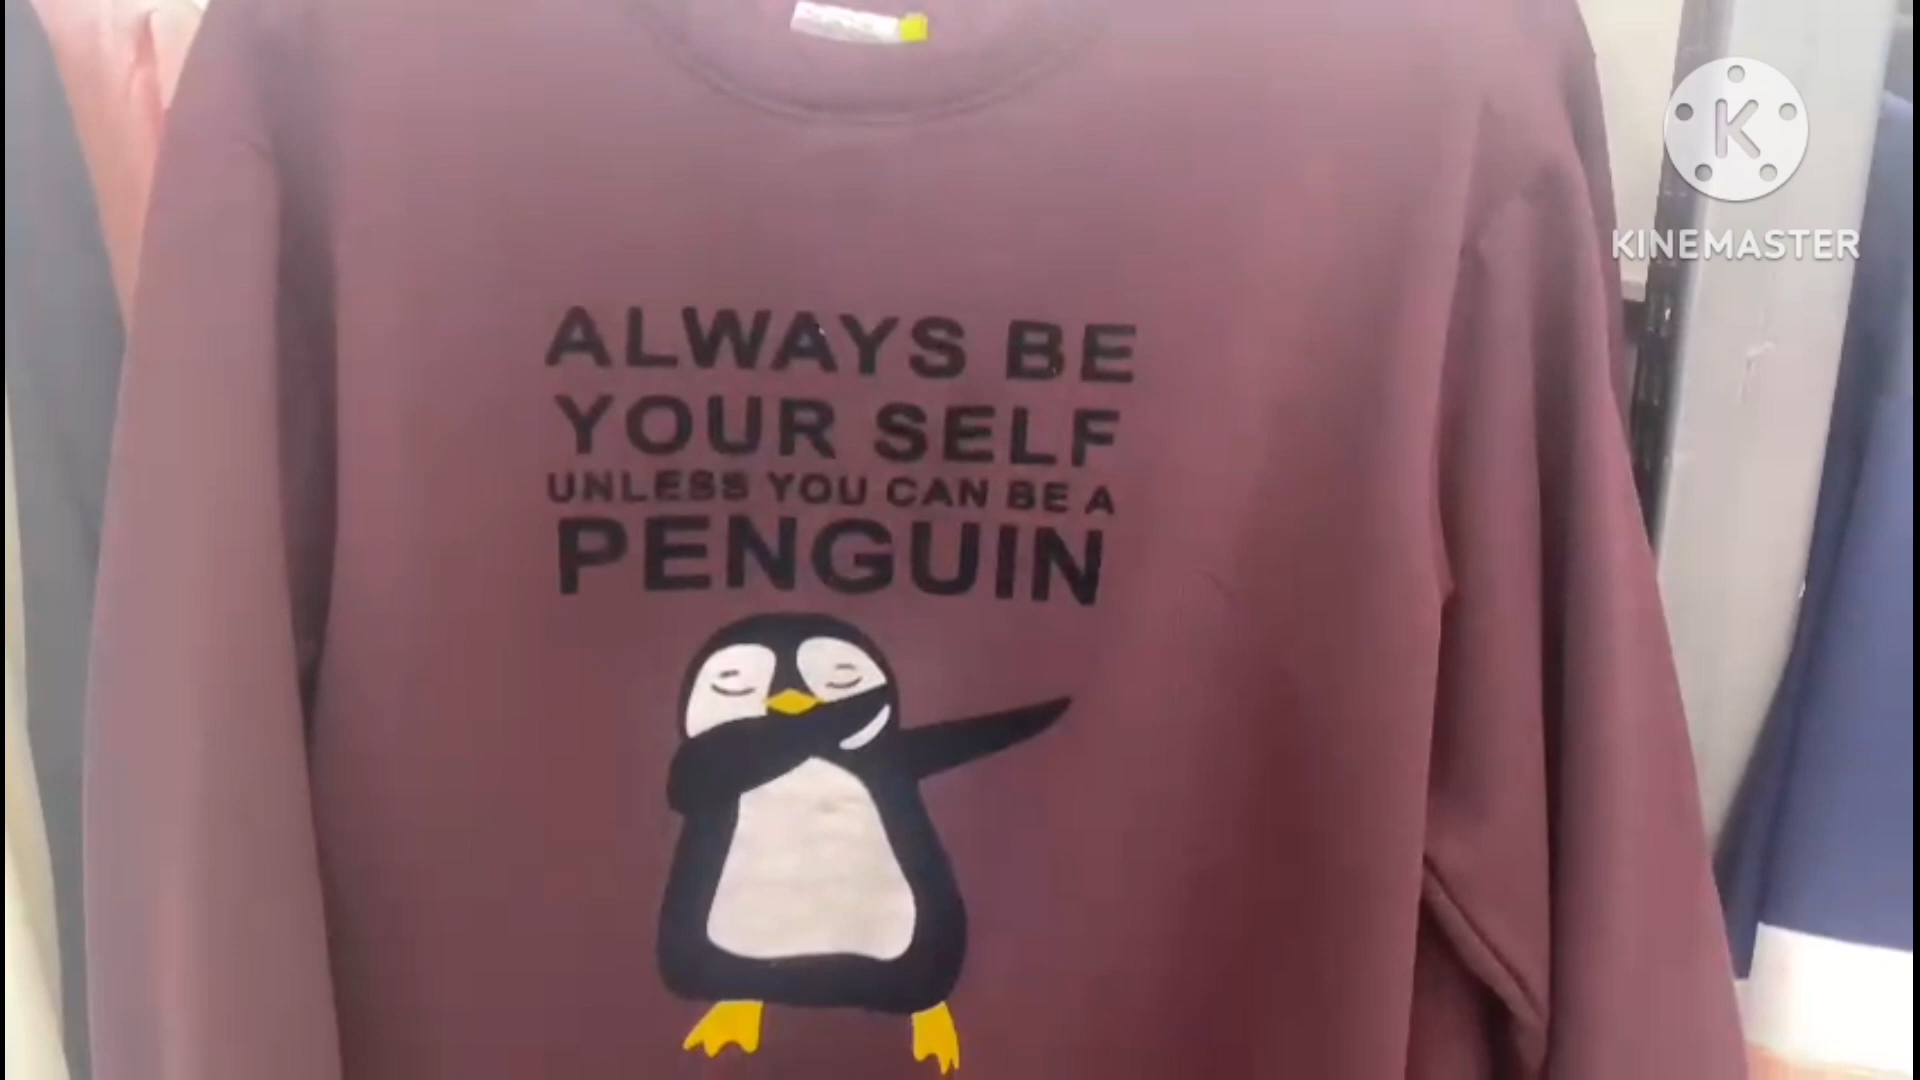 K
KINEMASTER
ALWAYS BE
YOUR SELF
UNLESS YOU CAN BE A
PENGUIN